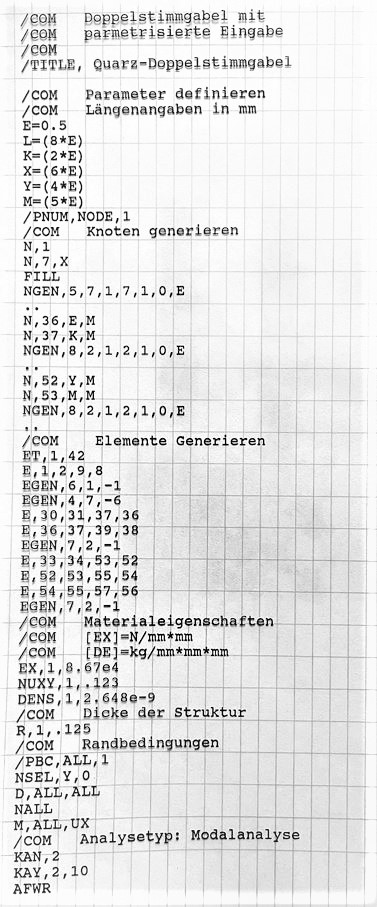 /COM   Doppelstimmgabel mit
/COM   parmetrisierte Eingabe
/COM
/TITLE, Quarz-Doppelstimmgabel
/COM   Parameter definieren
/COM   Längenangaben in mm
E=0.5
L=(8*E)
K=(2*E)
X=(6*E)
Y=(4*E)
M=(5*E)
/PNUM,NODE,1
/COM   Knoten generieren
N,1
N,7,X
FILL
NGEN,5,7,1,7,1,0,E
..
N,36,E,M
N,37,K,M
NGEN,8,2,1,2,1,0,E
..
N,52,Y,M
N,53,M,M
NGEN,8,2,1,2,1,0,E
..
/COM    Elemente Generieren
ET,1,42
E,1,2,9,8
EGEN,6,1,-1
EGEN,4,7,-6
E,30,31,37,36
E,36,37,39,38
EGEN,7,2,-1
E,33,34,53,52
E,52,53,55,54
E,54,55,57,56
EGEN,7,2,-1
/COM   Materialeigenschaften
/COM   [EX]=N/mm*mm
/COM   [DE]=kg/mm*mm*mm
EX,1,8.67e4
NUXY,1,.123
DENS,1,2.648e-9
/COM   Dicke der Struktur
R,1,.125
/COM   Randbedingungen
/PBC,ALL,1
NSEL,Y,0
D,ALL,ALL
NALL
M,ALL,UX
/COM   Analysetyp: Modalanalyse
KAN,2
KAY,2,10
AFWR